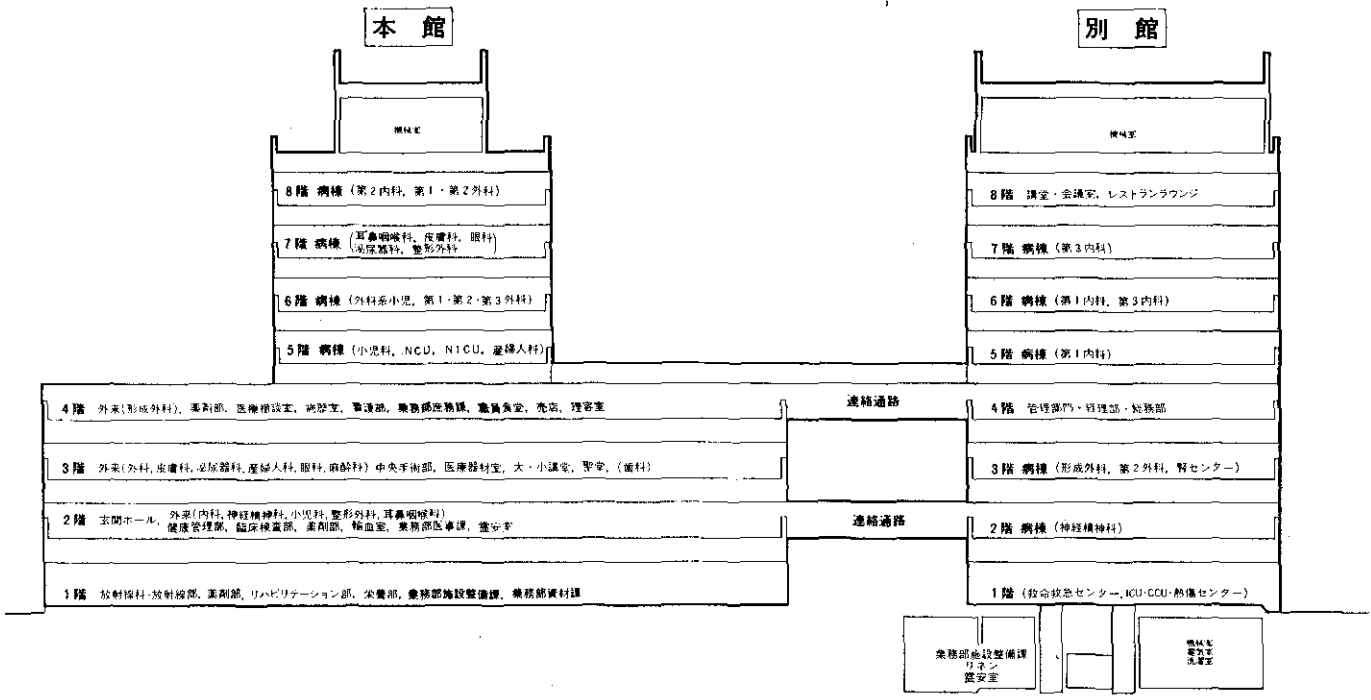 本館
機械室
8階 病棟 (第2内科, 第1・第2外科)
7階 病棟 (耳鼻咽喉科, 皮膚科, 眼科
泌尿器科, 整形外科)
6階 病棟 (外科系小児, 第1・第2・第3外科)
5階 病棟 (小児科, NCU, NICU, 産婦人科)
4階 外来(形成外科), 薬剤部, 医療相談室, 病歴室, 看護部, 業務部庶務課, 職員食堂, 売店, 理容室
3階 外来(外科, 皮膚科, 泌尿器科, 産婦人科, 眼科, 麻酔科) 中央手術部, 医療器材室, 大・小講堂, 聖堂, (歯科)
2階 玄関ホール, 外来(内科, 神経精神科, 小児科, 整形外科, 耳鼻咽喉科)
健康管理部, 臨床検査部, 薬剤部, 輸血室, 業務部医事課, 霊安室
1階 放射線科・放射線部, 薬剤部, リハビリテーション部, 栄養部, 業務部施設整備課, 業務部資材課
連絡通路
連絡通路
別館
機械室
8階 講堂・会議室, レストランラウンジ
7階 病棟 (第3内科)
6階 病棟 (第1内科, 第3内科)
5階 病棟 (第1内科)
4階 管理部門・経理部・総務部
3階 病棟 (形成外科, 第2外科, 腎センター)
2階 病棟 (神経精神科)
1階 (救命救急センター, ICU・CCU・熱傷センター)
業務部施設整備課
リネン
霊安室
機械室
電気室
洗濯室